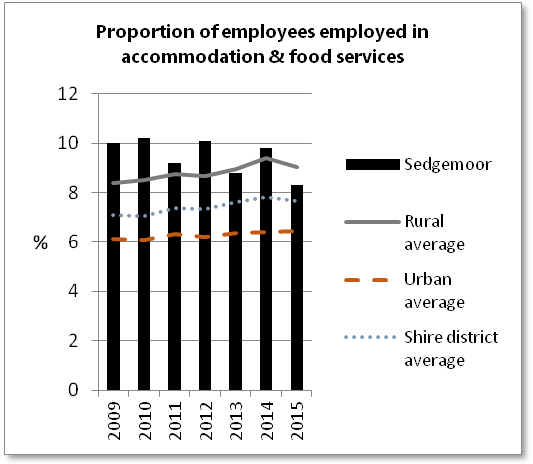 Proportion of employees employed in
accommodation & food services
12
10
8
6
4
2
0
%
2009
2010
2011
2012
2013
2014
2015
Sedgemoor
Rural
average
Urban
average
Shire district
average